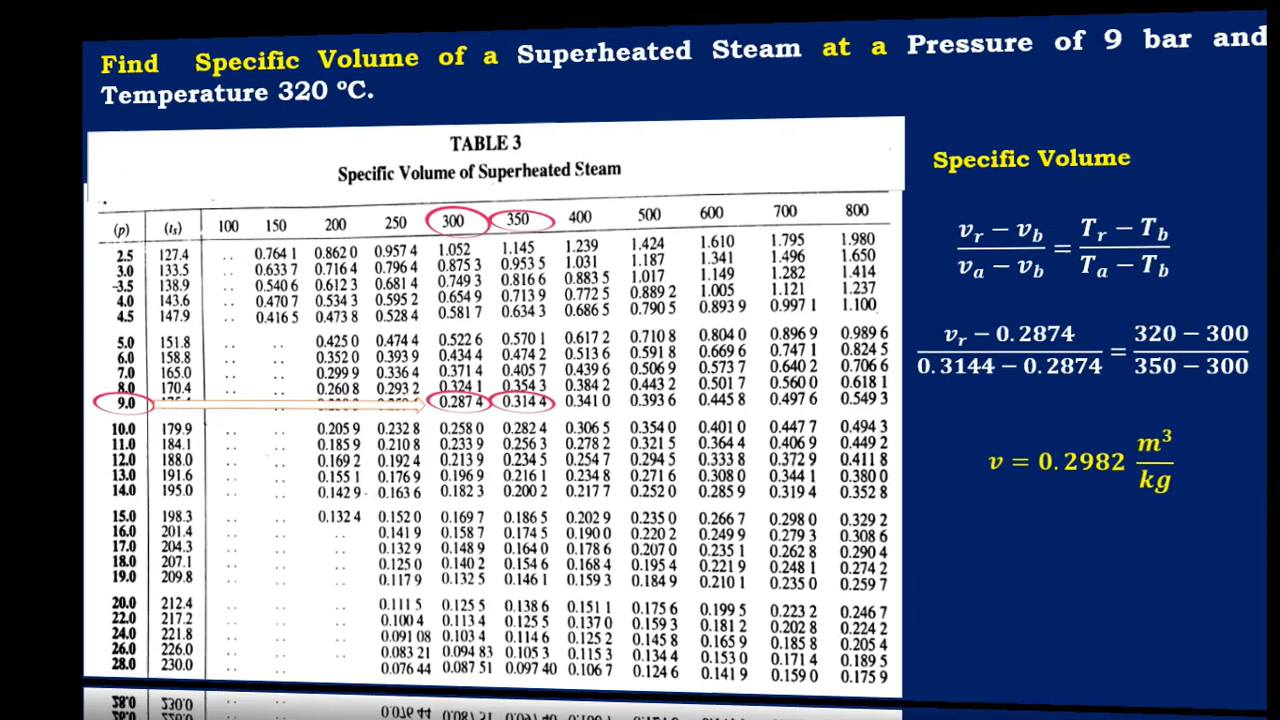 Find Specific Volume of a Superheated Steam at a Pressure of 9 bar and
Temperature 320 ºC.
TABLE 3
Specific Volume of Superheated Steam
(p) (tₛ) 100 150 200 250 300 350 400 500 600 700 800
2.5 127.4 . . 0.764 1 0.862 0 0.957 4 1.052 1.145 1.239 1.424 1.610 1.795 1.980
3.0 133.5 . . 0.633 7 0.716 4 0.796 4 0.875 3 0.953 5 1.031 1.187 1.341 1.496 1.650
3.5 138.9 . . 0.540 6 0.612 3 0.681 4 0.749 3 0.816 6 0.883 5 1.017 1.149 1.282 1.414
4.0 143.6 . . 0.470 7 0.534 3 0.595 2 0.654 9 0.713 9 0.772 5 0.889 2 1.005 1.121 1.237
4.5 147.9 . . 0.416 5 0.473 8 0.528 4 0.581 7 0.634 3 0.686 5 0.790 5 0.893 9 0.997 1 1.100
5.0 151.8 . . . . 0.425 0 0.474 4 0.522 6 0.570 1 0.617 2 0.710 8 0.804 0 0.896 9 0.989 6
6.0 158.8 . . . . 0.352 0 0.393 9 0.434 4 0.474 2 0.513 6 0.591 8 0.669 6 0.747 1 0.824 5
7.0 165.0 . . . . 0.299 9 0.336 4 0.371 4 0.405 7 0.439 6 0.506 9 0.573 7 0.640 2 0.706 6
8.0 170.4 . . . . 0.260 8 0.293 2 0.324 1 0.354 3 0.384 2 0.443 2 0.501 7 0.560 0 0.618 1
9.0 0.287 4 0.314 4 0.341 0 0.393 6 0.445 8 0.497 6 0.549 3
10.0 179.9 . . . . 0.205 9 0.232 8 0.258 0 0.282 4 0.306 5 0.354 0 0.401 0 0.447 7 0.494 3
11.0 184.1 . . . . 0.185 9 0.210 8 0.233 9 0.256 3 0.278 2 0.321 5 0.364 4 0.406 9 0.449 2
12.0 188.0 . . . . 0.169 2 0.192 4 0.213 9 0.234 5 0.254 7 0.294 5 0.333 8 0.372 9 0.411 8
13.0 191.6 . . . . 0.155 1 0.176 9 0.196 9 0.216 1 0.234 8 0.271 6 0.308 0 0.344 1 0.380 0
14.0 195.0 . . . . 0.142 9 0.163 6 0.182 3 0.200 2 0.217 7 0.252 0 0.285 9 0.319 4 0.352 8
15.0 198.3 . . . . 0.132 4 0.152 0 0.169 7 0.186 5 0.202 9 0.235 0 0.266 7 0.298 0 0.329 2
16.0 201.4 . . . . . . 0.141 9 0.158 7 0.174 5 0.190 0 0.220 2 0.249 9 0.279 3 0.308 6
17.0 204.3 . . . . . . 0.132 9 0.148 9 0.164 0 0.178 6 0.207 0 0.235 1 0.262 8 0.290 4
18.0 207.1 . . . . . . 0.125 0 0.140 2 0.154 6 0.168 4 0.195 4 0.221 9 0.248 1 0.274 2
19.0 209.8 . . . . . . 0.117 9 0.132 5 0.146 1 0.159 3 0.184 9 0.210 1 0.235 0 0.259 7
20.0 212.4 . . . . . . 0.111 5 0.125 5 0.138 6 0.151 1 0.175 6 0.199 5 0.223 2 0.246 7
22.0 217.2 . . . . . . 0.100 4 0.113 4 0.125 5 0.137 0 0.159 3 0.181 2 0.202 8 0.224 2
24.0 221.8 . . . . . . 0.091 08 0.103 4 0.114 6 0.125 2 0.145 8 0.165 9 0.185 8 0.205 4
26.0 226.0 . . . . . . 0.083 21 0.094 83 0.105 3 0.115 3 0.134 4 0.153 0 0.171 4 0.189 5
28.0 230.0 . . . . 0.076 44 0.087 51 0.097 40 0.106 7 0.124 6 0.141 9 0.159 0 0.175 9
Specific Volume
(vᵣ − v_b)/(vₐ − v_b) = (Tᵣ − T_b)/(Tₐ − T_b)
(vᵣ − 0.2874)/(0.3144 − 0.2874) = (320 − 300)/(350 − 300)
v = 0.2982 m³/kg